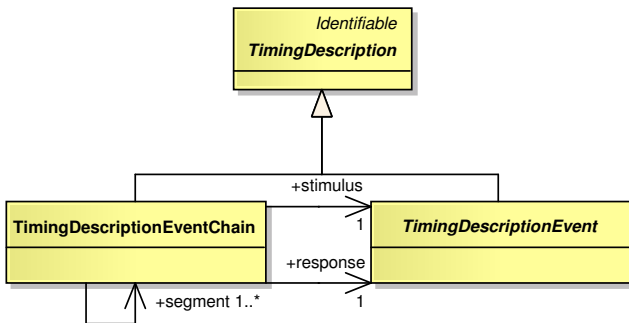 Identifiable
TimingDescription
+stimulus
1
TimingDescriptionEventChain
TimingDescriptionEvent
+response
1
+segment 1..*